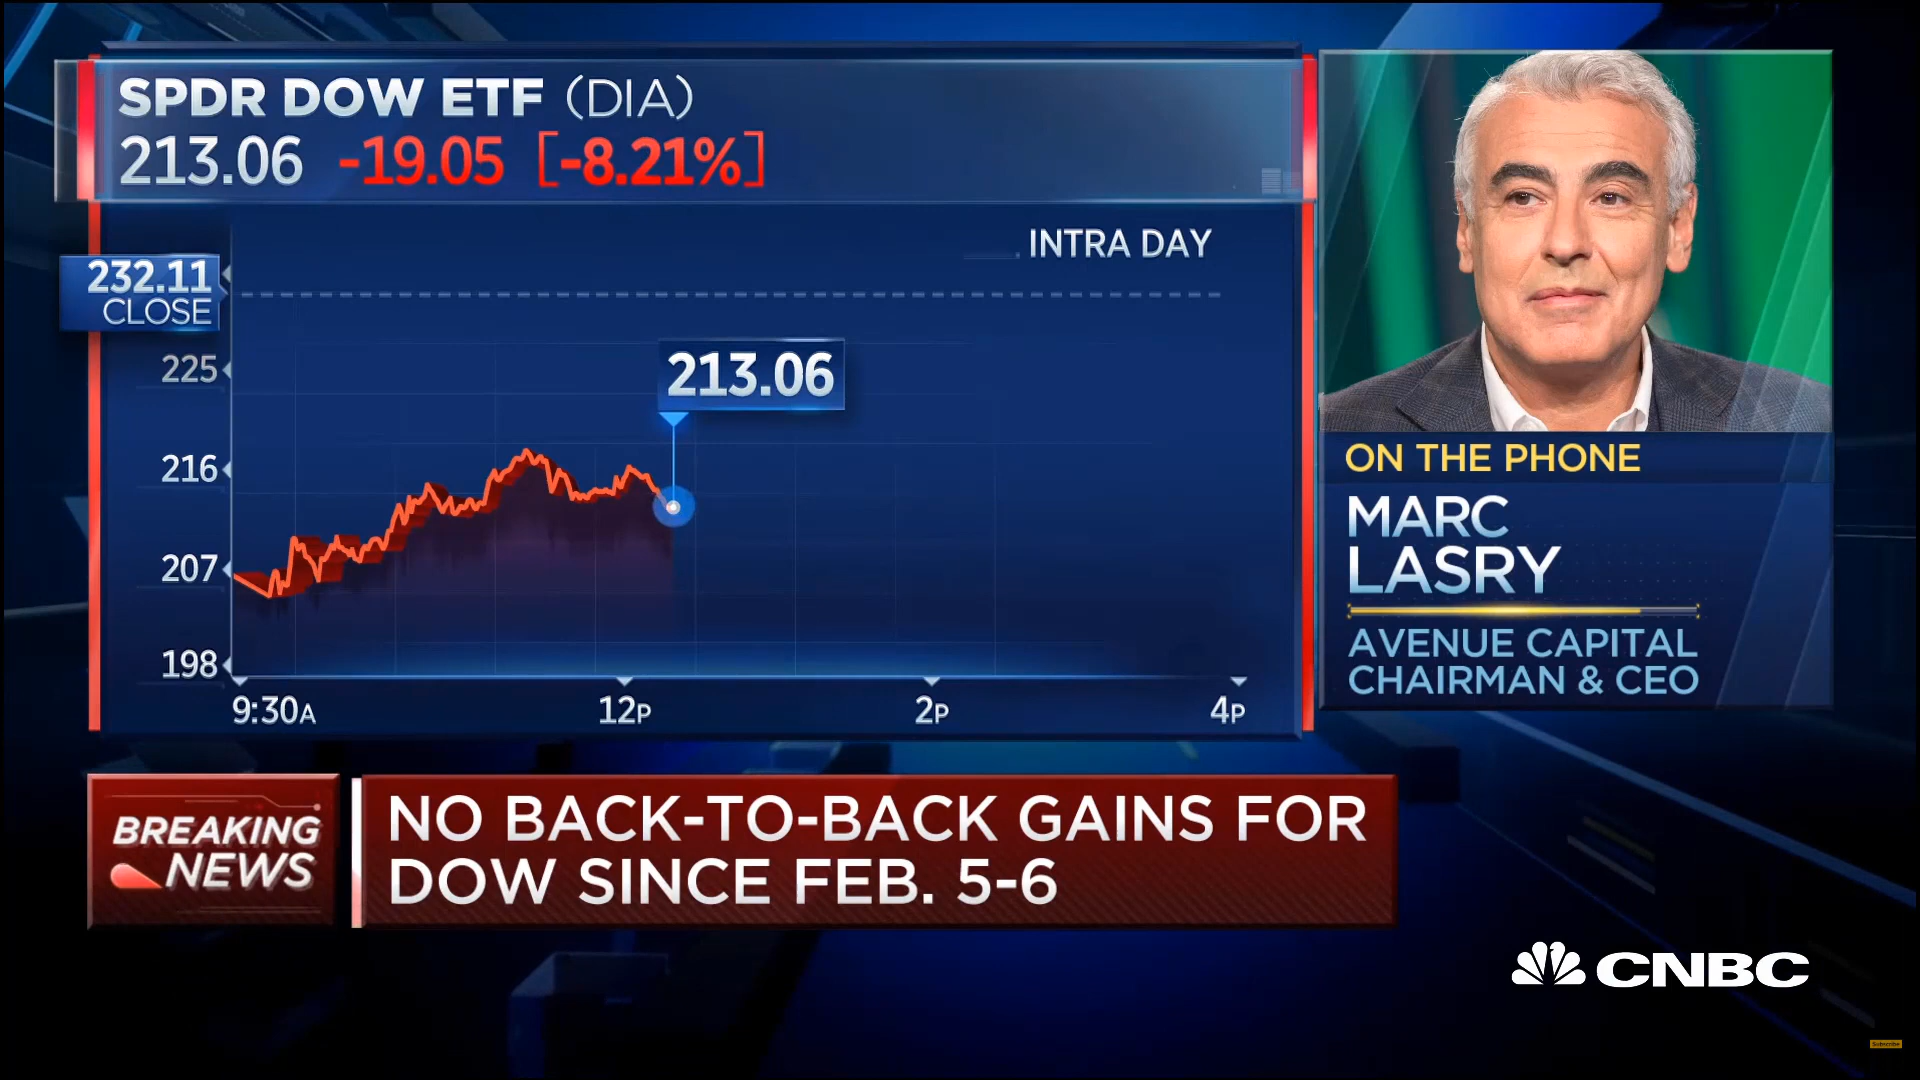 SPDR DOW ETF (DIA)
213.06 -19.05 [-8.21%]
INTRA DAY
232.11
CLOSE
225
213.06
216
207
198
9:30A 12P 2P 4P
ON THE PHONE
MARC
LASRY
AVENUE CAPITAL
CHAIRMAN & CEO
BREAKING
NEWS
NO BACK-TO-BACK GAINS FOR
DOW SINCE FEB. 5-6
CNBC
Subscribe